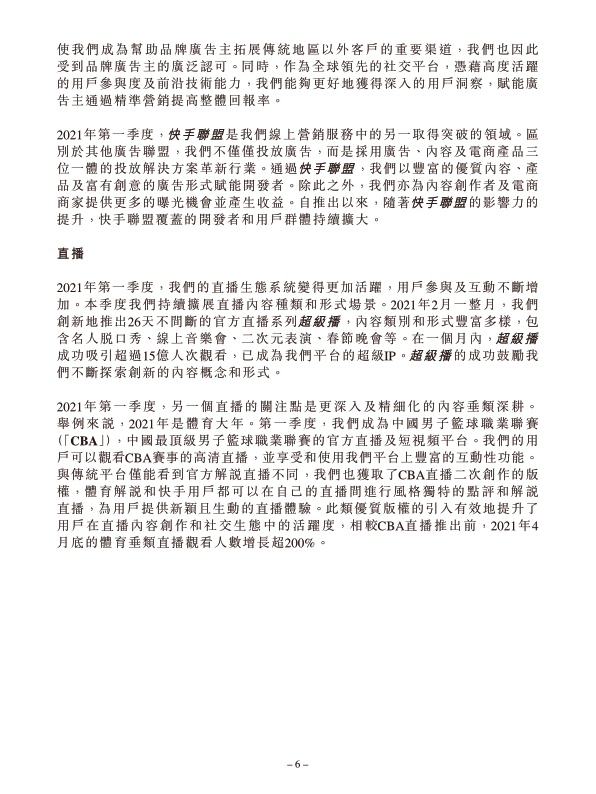 使我們成為幫助品牌廣告主拓展傳統地區以外客戶的重要渠道，我們也因此
受到品牌廣告主的廣泛認可。同時，作為全球領先的社交平台，憑藉高度活躍
的用戶參與度及前沿技術能力，我們能夠更好地獲得深入的用戶洞察，賦能廣
告主通過精準營銷提高整體回報率。
2021年第一季度，快手聯盟是我們線上營銷服務中的另一取得突破的領域。區
別於其他廣告聯盟，我們不僅僅投放廣告，而是採用廣告、內容及電商產品三
位一體的投放解決方案革新行業。通過快手聯盟，我們以豐富的優質內容、產
品及富有創意的廣告形式賦能開發者。除此之外，我們亦為內容創作者及電商
商家提供更多的曝光機會並產生收益。自推出以來，隨著快手聯盟的影響力的
提升，快手聯盟覆蓋的開發者和用戶群體持續擴大。
直播
2021年第一季度，我們的直播生態系統變得更加活躍，用戶參與及互動不斷增
加。本季度我們持續擴展直播內容種類和形式場景。2021年2月一整月，我們
創新地推出26天不間斷的官方直播系列超級播，內容類別和形式豐富多樣，包
含名人脱口秀、線上音樂會、二次元表演、春節晚會等。在一個月內，超級播
成功吸引超過15億人次觀看，已成為我們平台的超級IP。超級播的成功鼓勵我
們不斷探索創新的內容概念和形式。
2021年第一季度，另一個直播的關注點是更深入及精細化的內容垂類深耕。
舉例來説，2021年是體育大年。第一季度，我們成為中國男子籃球職業聯賽
（「CBA」），中國最頂級男子籃球職業聯賽的官方直播及短視頻平台。我們的用
戶可以觀看CBA賽事的高清直播，並享受和使用我們平台上豐富的互動性功能。
與傳統平台僅能看到官方解説直播不同，我們也獲取了CBA直播二次創作的版
權，體育解説和快手用戶都可以在自己的直播間進行風格獨特的點評和解説
直播，為用戶提供新穎且生動的直播體驗。此類優質版權的引入有效地提升了
用戶在直播內容創作和社交生態中的活躍度，相較CBA直播推出前，2021年4
月底的體育垂類直播觀看人數增長超200%。
– 6 –